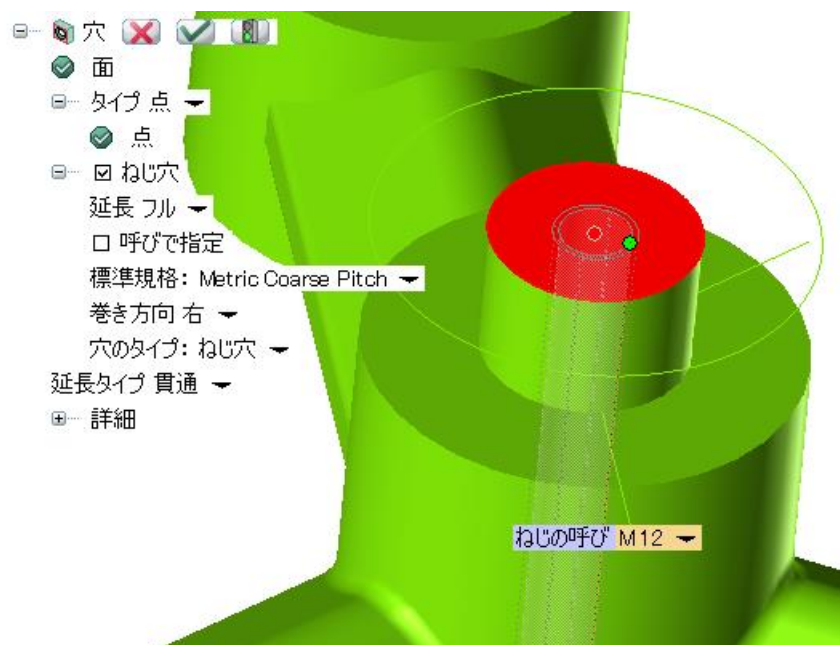 穴
面
タイプ 点
点
ねじ穴
延長 フル
呼びで指定
標準規格: Metric Coarse Pitch
巻き方向 右
穴のタイプ: ねじ穴
延長タイプ 貫通
詳細
ねじの呼び M12